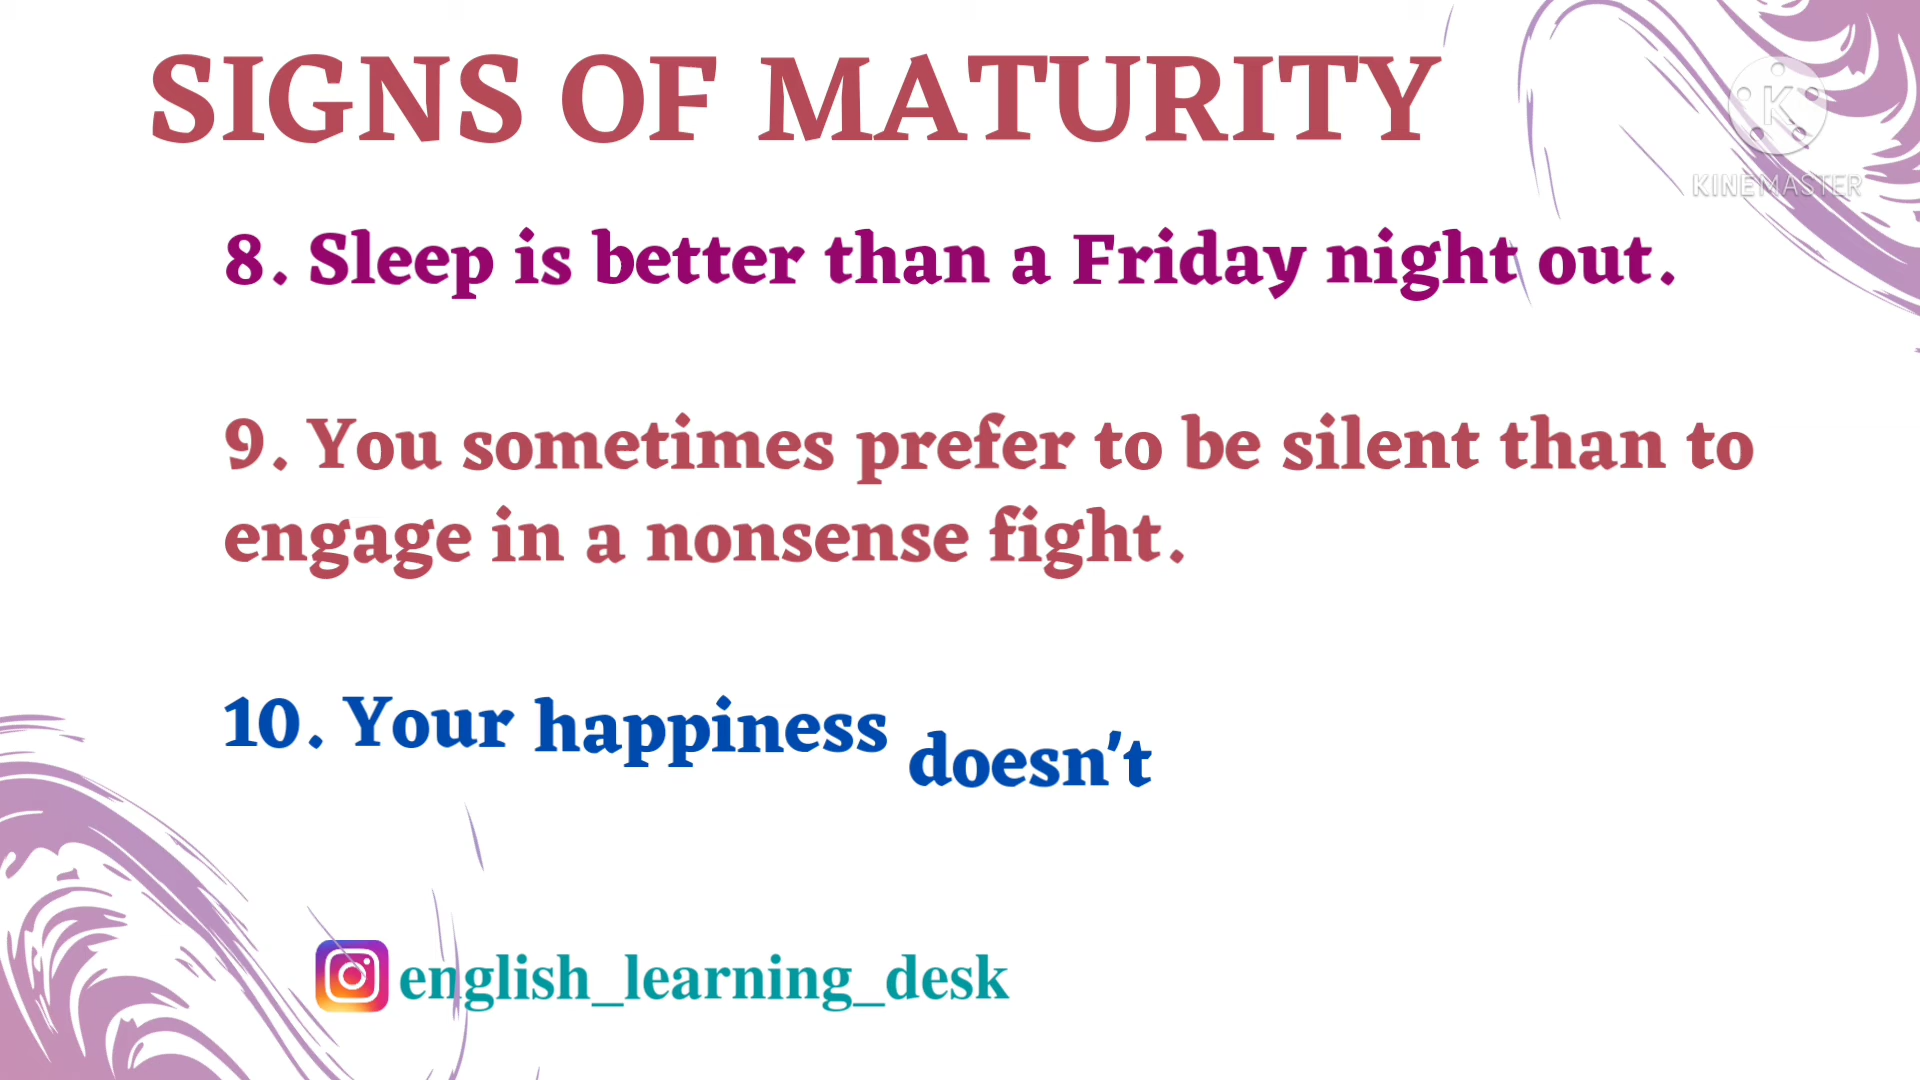 SIGNS OF MATURITY
KINEMASTER
8. Sleep is better than a Friday night out.
9. You sometimes prefer to be silent than to
engage in a nonsense fight.
10. Your happiness doesn't
english_learning_desk